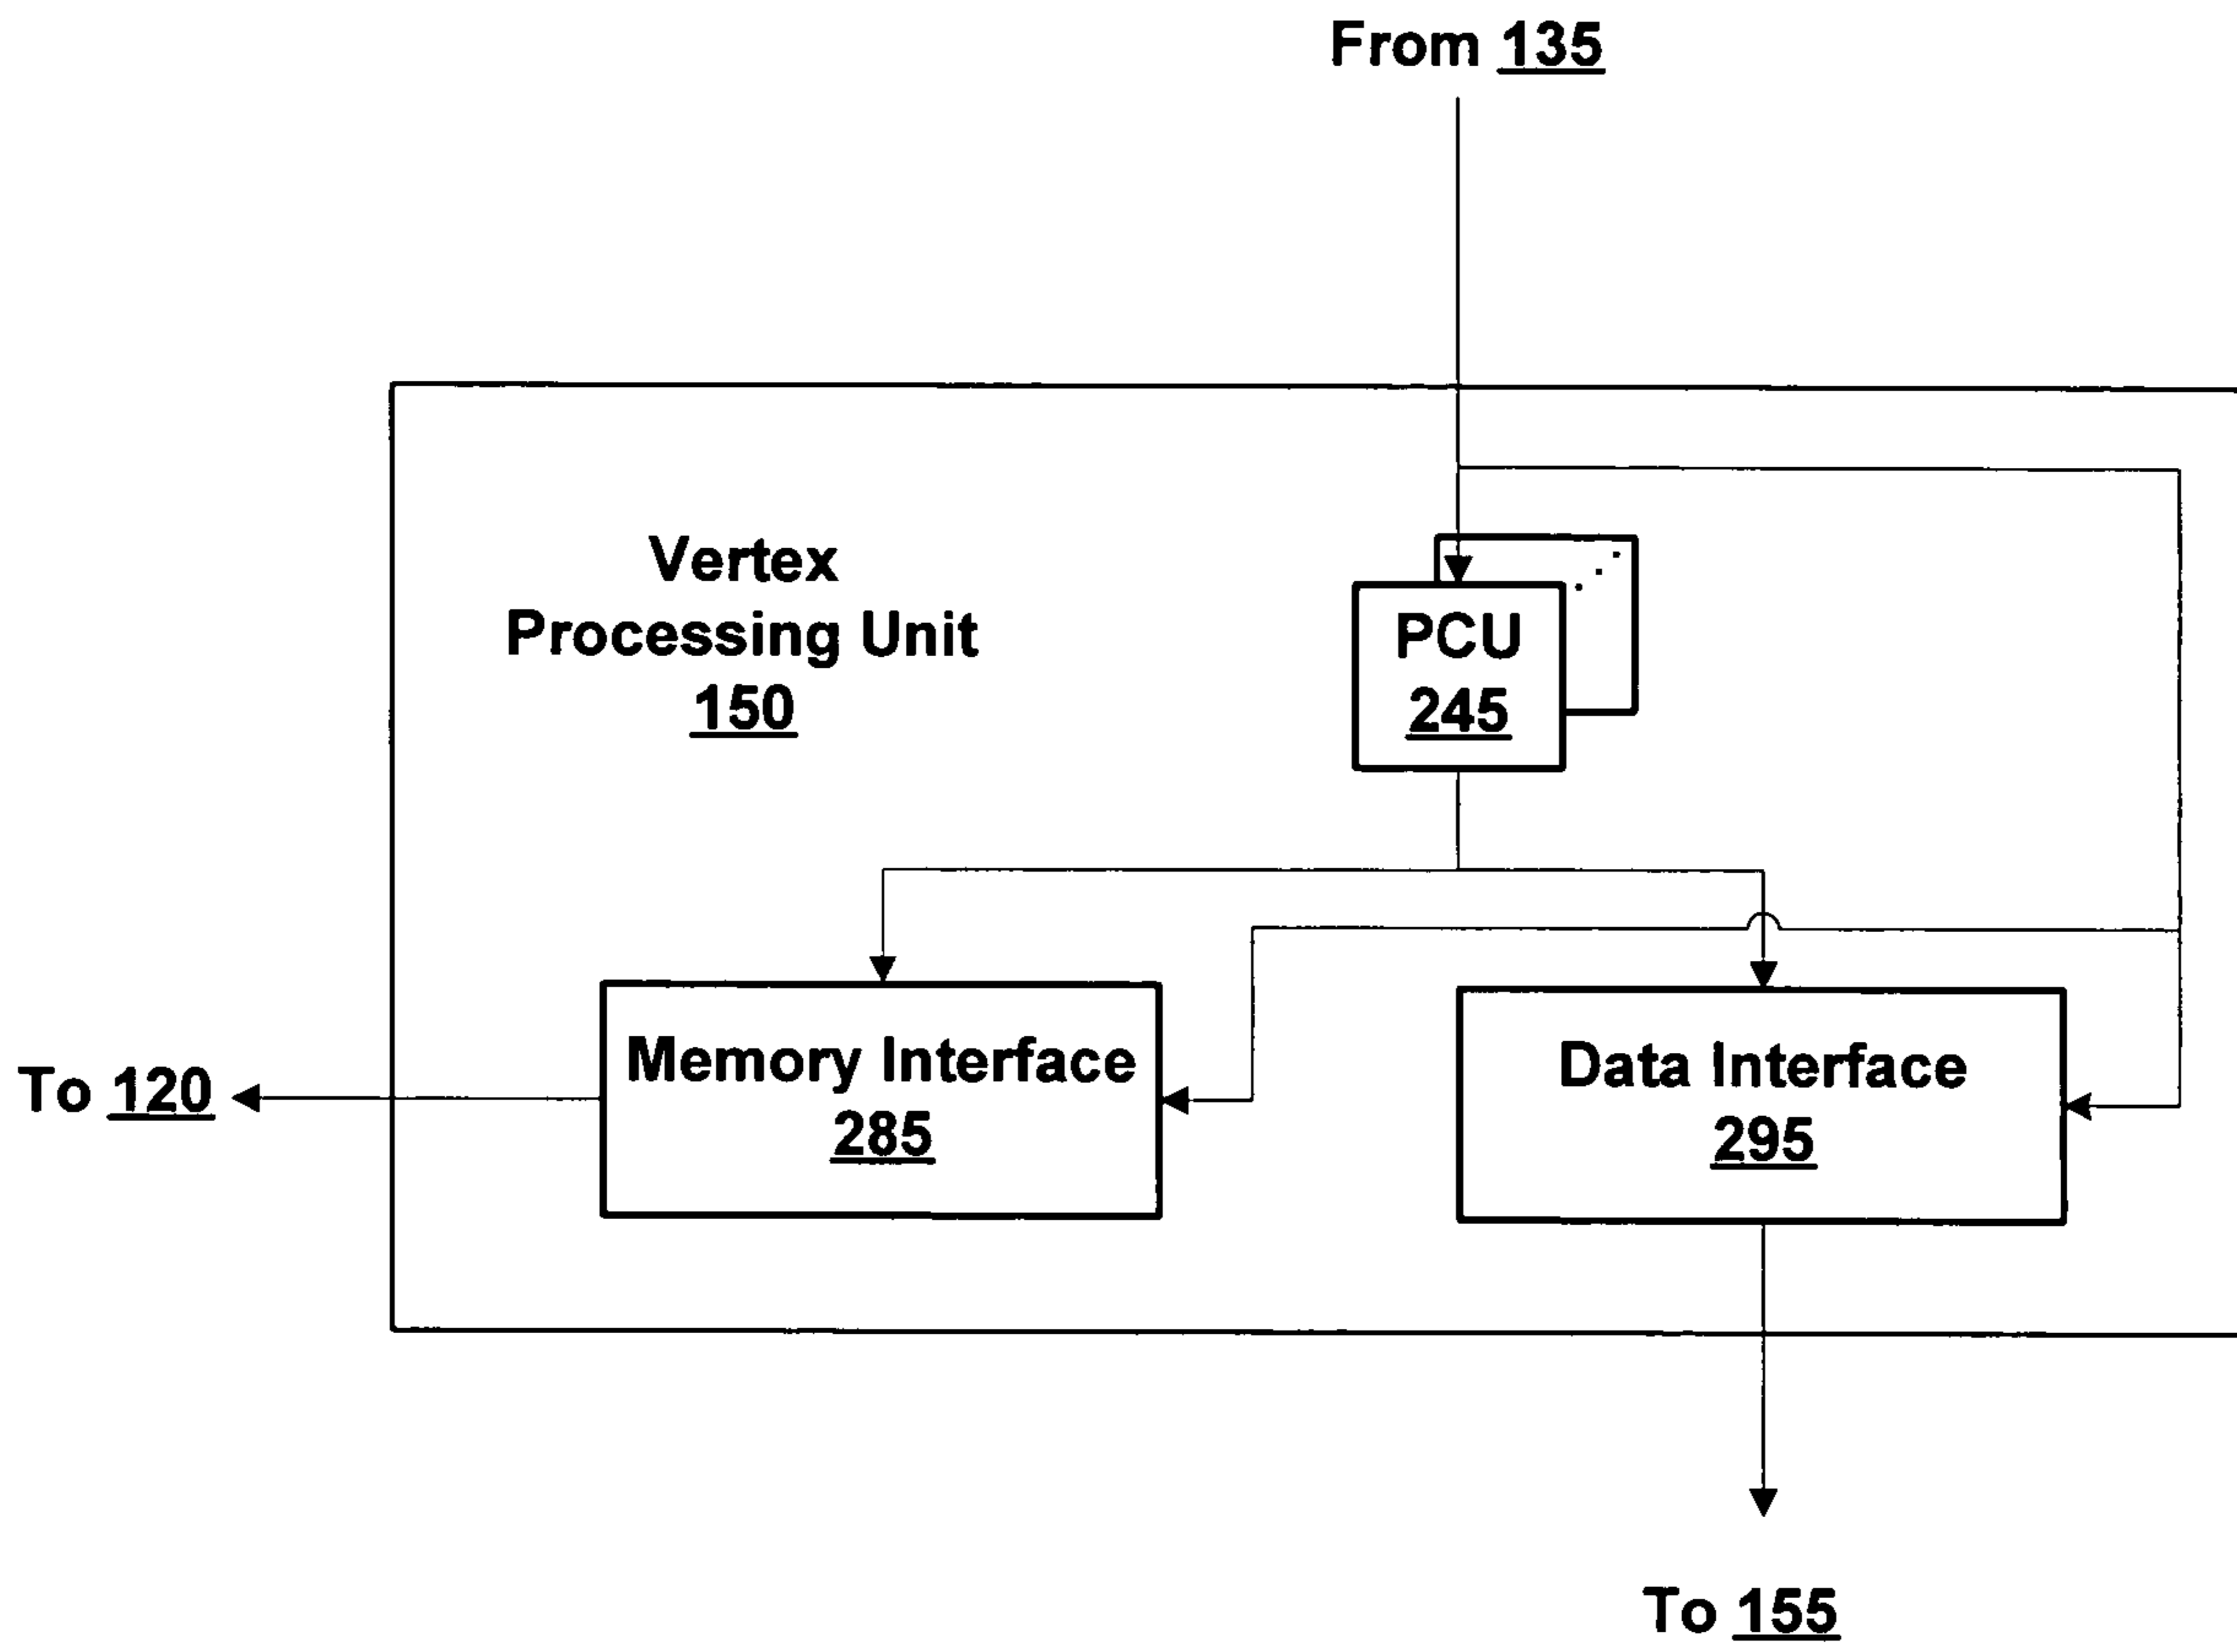 From 135
Vertex
Processing Unit
150
PCU
245
Memory Interface
285
Data Interface
295
To 120
To 155